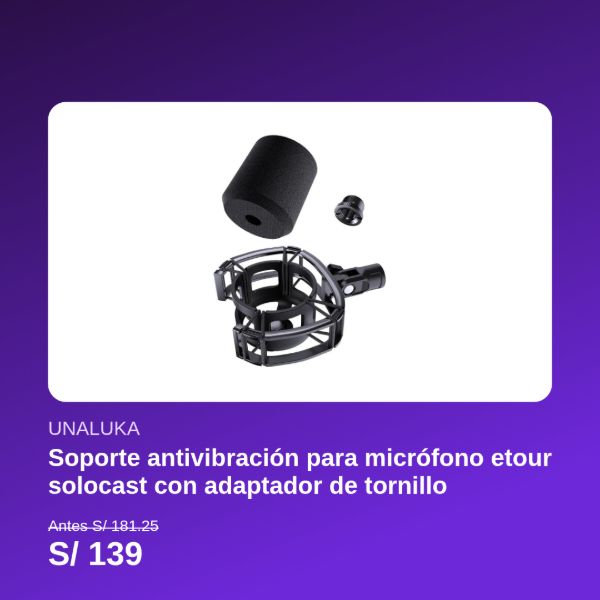 UNALUKA
Soporte antivibración para micrófono etour
solocast con adaptador de tornillo
Antes S/ 181.25
S/ 139